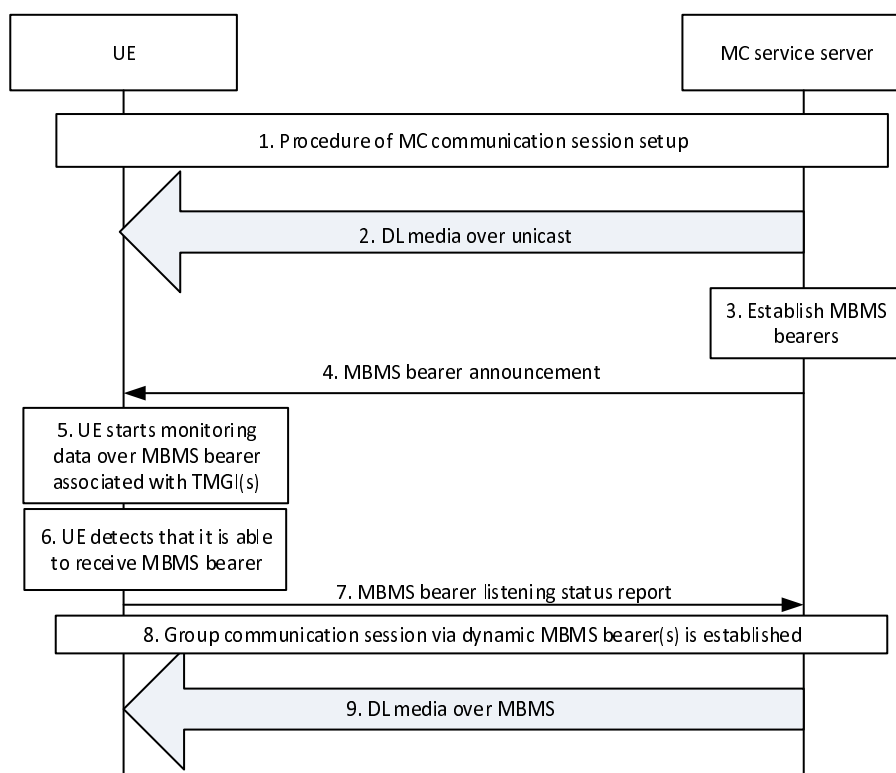 UE
MC service server
1. Procedure of MC communication session setup
2. DL media over unicast
3. Establish MBMS
bearers
4. MBMS bearer announcement
5. UE starts monitoring
data over MBMS bearer
associated with TMGI(s)
6. UE detects that it is able
to receive MBMS bearer
7. MBMS bearer listening status report
8. Group communication session via dynamic MBMS bearer(s) is established
9. DL media over MBMS